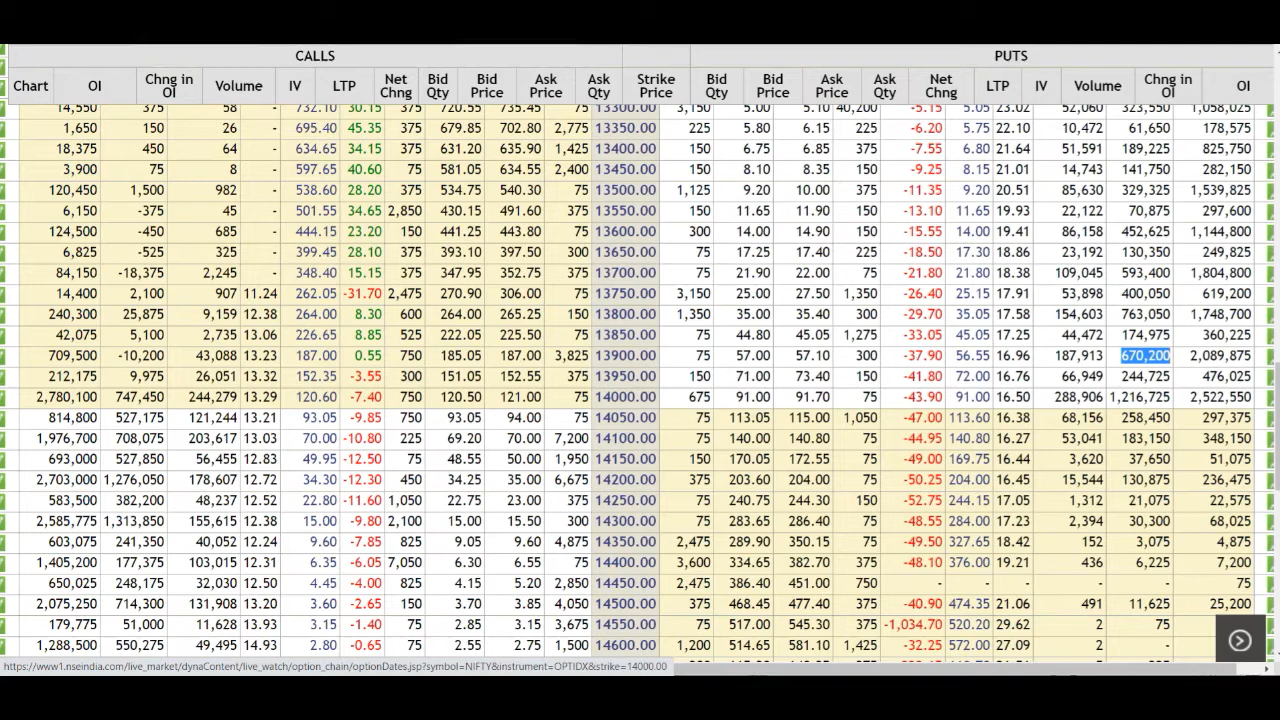 CALLS PUTS
Chart OI Chng in OI Volume IV LTP Net Chng Bid Qty Bid Price Ask Price Ask Qty Strike Price Bid Qty Bid Price Ask Price Ask Qty Net Chng LTP IV Volume Chng in OI OI
14,550 375 58 - 732.10 30.15 375 720.55 735.45 75 13300.00 3,150 5.00 5.10 40,200 -5.15 5.05 23.02 52,060 323,550 1,058,025
1,650 150 26 - 695.40 45.35 375 679.85 702.80 2,775 13350.00 225 5.80 6.15 225 -6.20 5.75 22.10 10,472 61,650 178,575
18,375 450 64 - 634.65 34.15 375 631.20 635.90 1,425 13400.00 150 6.75 6.85 375 -7.55 6.80 21.64 51,591 189,225 825,750
3,900 75 8 - 597.65 40.60 75 581.05 634.55 2,400 13450.00 150 8.10 8.35 150 -9.25 8.15 21.01 14,743 141,750 282,150
120,450 1,500 982 - 538.60 28.20 375 534.75 540.30 75 13500.00 1,125 9.20 10.00 375 -11.35 9.20 20.51 85,630 329,325 1,539,825
6,150 -375 45 - 501.55 34.65 2,850 430.15 491.60 375 13550.00 150 11.65 11.90 150 -13.10 11.65 19.93 22,122 70,875 297,600
124,500 -450 685 - 444.15 23.20 150 441.25 443.80 75 13600.00 300 14.00 14.90 150 -15.55 14.00 19.41 86,158 452,625 1,144,800
6,825 -525 325 - 399.45 28.10 375 393.10 397.50 300 13650.00 75 17.25 17.40 225 -18.50 17.30 18.86 23,192 130,350 249,825
84,150 -18,375 2,245 - 348.40 15.15 375 347.95 352.75 375 13700.00 75 21.90 22.00 75 -21.80 21.80 18.38 109,045 593,400 1,804,800
14,400 2,100 907 11.24 262.05 -31.70 2,475 270.90 306.00 375 13750.00 3,150 25.00 27.50 1,350 -26.40 25.15 17.91 53,898 400,050 619,200
240,300 25,875 9,159 12.38 264.00 8.30 600 264.00 265.25 150 13800.00 1,350 35.00 35.40 300 -29.70 35.00 17.58 154,603 763,050 1,748,700
42,075 5,100 2,735 13.06 226.65 8.85 525 222.05 225.50 75 13850.00 75 44.80 45.05 1,275 -33.05 45.05 17.25 44,472 174,975 360,225
709,500 -10,200 43,088 13.23 187.00 0.55 750 185.05 187.00 3,825 13900.00 75 57.00 57.10 300 -37.90 56.55 16.96 187,913 670,200 2,089,875
212,175 9,975 26,051 13.32 152.35 -3.55 300 151.05 152.55 375 13950.00 150 71.00 73.40 150 -41.80 72.00 16.76 66,949 244,725 476,025
2,780,100 747,450 244,279 13.29 120.60 -7.40 750 120.50 121.00 75 14000.00 675 91.00 91.70 75 -43.90 91.00 16.50 288,906 1,216,725 2,522,550
814,800 527,175 121,244 13.21 93.05 -9.85 750 93.05 94.00 75 14050.00 75 113.05 115.00 1,050 -47.00 113.60 16.38 68,156 258,450 297,375
1,976,700 708,075 203,617 13.03 70.00 -10.80 225 69.20 70.00 7,200 14100.00 75 140.00 140.80 75 -44.95 140.80 16.27 53,041 183,150 348,150
693,000 527,850 56,455 12.83 49.95 -12.50 75 48.55 50.00 1,950 14150.00 75 170.05 172.55 75 -49.00 169.75 16.44 3,620 37,650 51,075
2,703,000 1,276,050 178,607 12.72 34.30 -12.30 450 34.25 35.00 6,675 14200.00 375 203.60 204.00 75 -50.25 204.00 16.45 15,544 130,875 236,475
583,500 382,200 48,237 12.52 22.80 -11.60 1,050 22.75 23.00 375 14250.00 75 240.75 244.30 150 -52.75 244.15 17.05 1,312 21,075 22,575
2,585,775 1,313,850 155,615 12.38 15.00 -9.80 2,100 15.00 15.50 300 14300.00 75 283.65 286.40 75 -48.55 284.00 17.23 2,394 30,300 68,025
603,075 241,350 40,052 12.24 9.60 -7.85 825 9.05 9.60 4,875 14350.00 2,475 289.90 350.15 75 -49.50 327.65 18.42 152 3,075 4,875
1,405,200 177,375 103,015 12.31 6.35 -6.05 7,050 6.30 6.55 75 14400.00 3,600 334.65 382.70 375 -48.10 376.00 19.21 436 6,225 7,200
650,025 248,175 32,030 12.50 4.45 -4.00 825 4.15 5.20 2,850 14450.00 2,475 386.40 451.00 750 - - - - - 75
2,075,250 714,300 131,908 13.20 3.60 -2.65 150 3.70 3.85 4,050 14500.00 375 468.45 477.40 375 -40.90 474.35 21.06 491 11,625 25,200
179,775 51,000 11,628 13.93 3.15 -1.40 75 2.85 3.15 3,675 14550.00 75 517.00 545.30 375 -1,034.70 520.20 29.62 2 75
1,288,500 550,275 49,495 14.93 2.80 -0.65 75 2.55 2.75 1,500 14600.00 1,200 514.65 581.10 1,425 -32.25 572.00 27.09 2 -
https://www1.nseindia.com/live_market/dynaContent/live_watch/option_chain/optionDates.jsp?symbol=NIFTY&instrument=OPTIDX&strike=14000.00